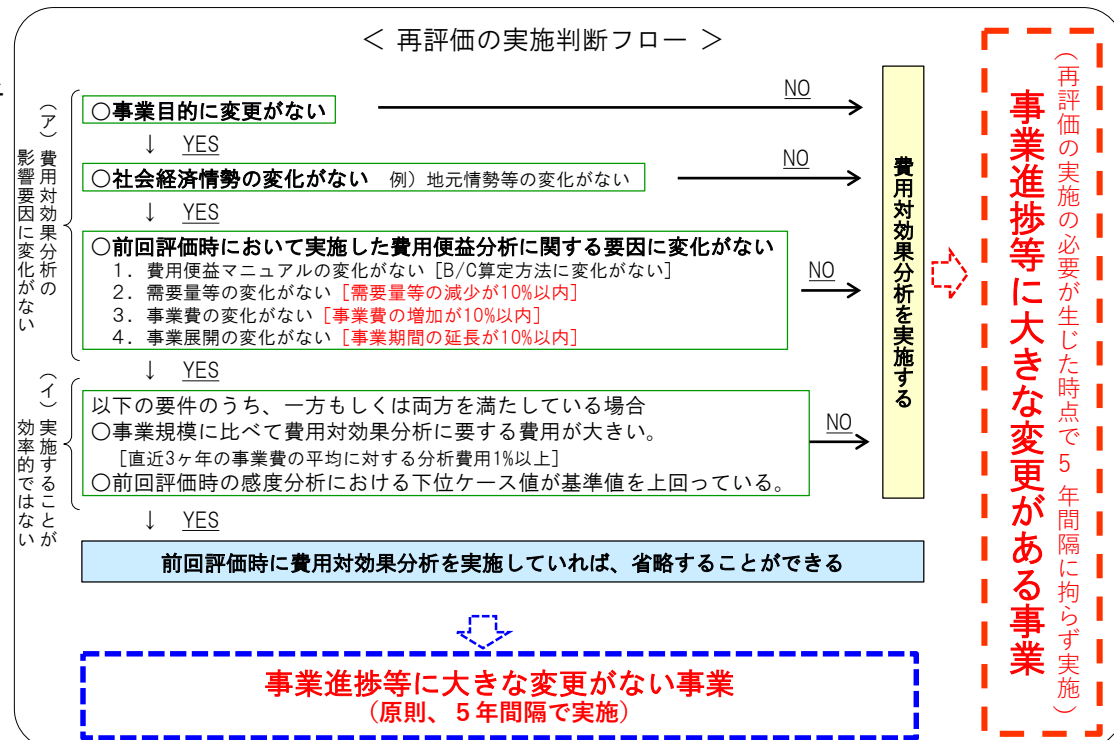 ＜ 再評価の実施判断フロー ＞
（ア）費用対効果分析の
影響要因に変化がない
○事業目的に変更がない
NO
↓ YES
○社会経済情勢の変化がない 例）地元情勢等の変化がない
NO
↓ YES
○前回評価時において実施した費用便益分析に関する要因に変化がない
1．費用便益マニュアルの変化がない［B/C算定方法に変化がない］
2．需要量等の変化がない［需要量等の減少が10%以内］
3．事業費の変化がない［事業費の増加が10%以内］
4．事業展開の変化がない［事業期間の延長が10%以内］
NO
↓ YES
（イ）実施することが
効率的ではない
以下の要件のうち、一方もしくは両方を満たしている場合
○事業規模に比べて費用対効果分析に要する費用が大きい。
［直近3ヶ年の事業費の平均に対する分析費用1%以上］
○前回評価時の感度分析における下位ケース値が基準値を上回っている。
NO
↓ YES
前回評価時に費用対効果分析を実施していれば、省略することができる
費用対効果分析を実施する
事業進捗等に大きな変更がない事業
（原則、５年間隔で実施）
（再評価の実施の必要が生じた時点で５年間隔に拘らず実施）
事業進捗等に大きな変更がある事業